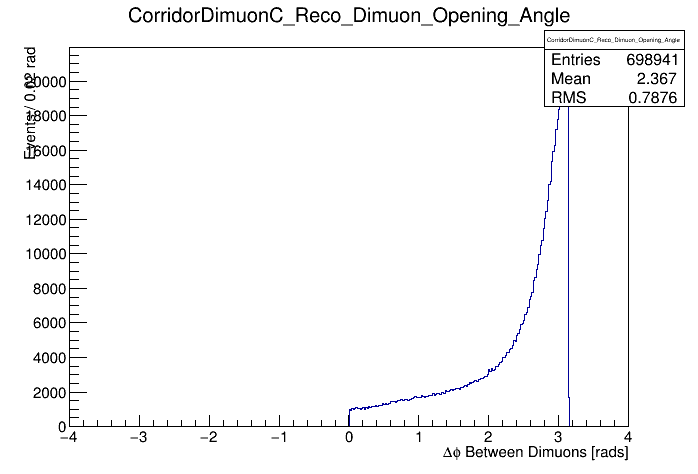 CorridorDimuonC_Reco_Dimuon_Opening_Angle
CorridorDimuonC_Reco_Dimuon_Opening_Angle
Entries 698941
Mean 2.367
RMS 0.7876
Events / 0.02 rad
20000
18000
16000
14000
12000
10000
8000
6000
4000
2000
0
−4 −3 −2 −1 0 1 2 3 4
Δϕ Between Dimuons [rads]